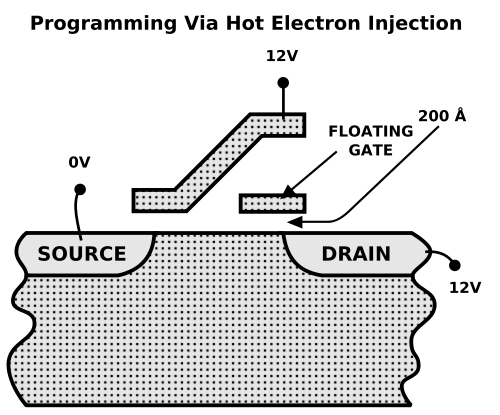 Programming Via Hot Electron Injection
12V
200 Å
FLOATING
GATE
0V
SOURCE
DRAIN
12V